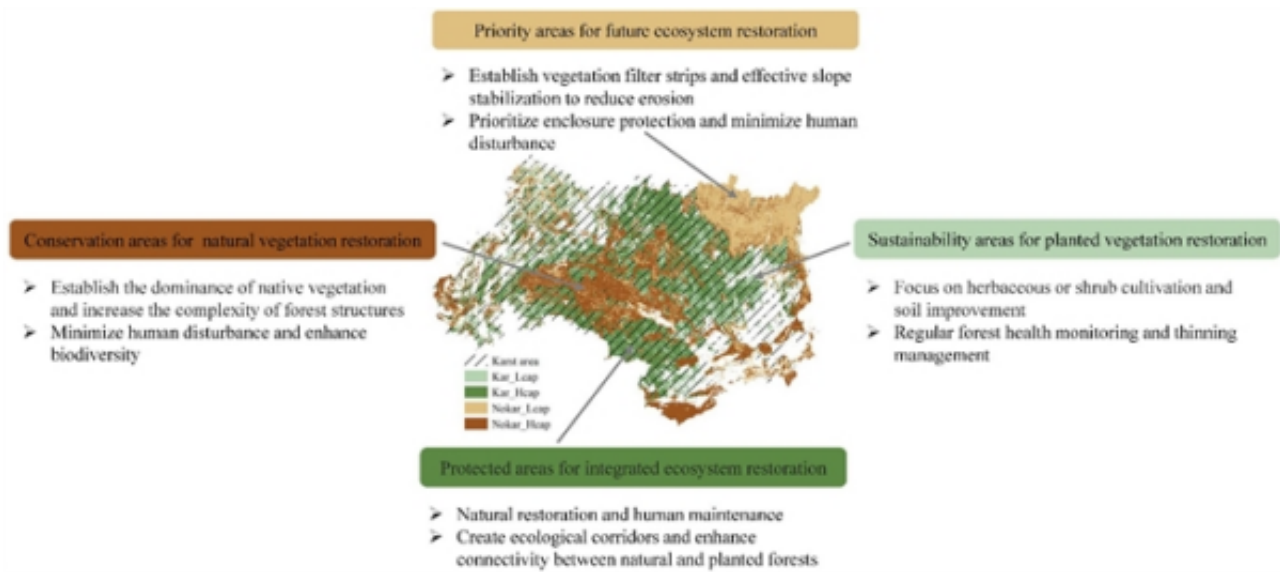 Priority areas for future ecosystem restoration
➢ Establish vegetation filter strips and effective slope
stabilization to reduce erosion
➢ Prioritize enclosure protection and minimize human
disturbance
Conservation areas for natural vegetation restoration
➢ Establish the dominance of native vegetation
and increase the complexity of forest structures
➢ Minimize human disturbance and enhance
biodiversity
Sustainability areas for planted vegetation restoration
➢ Focus on herbaceous or shrub cultivation and
soil improvement
➢ Regular forest health monitoring and thinning
management
Karst area
Kar_Lcap
Kar_Hcap
Nokar_Lcap
Nokar_Hcap
Protected areas for integrated ecosystem restoration
➢ Natural restoration and human maintenance
➢ Create ecological corridors and enhance
connectivity between natural and planted forests